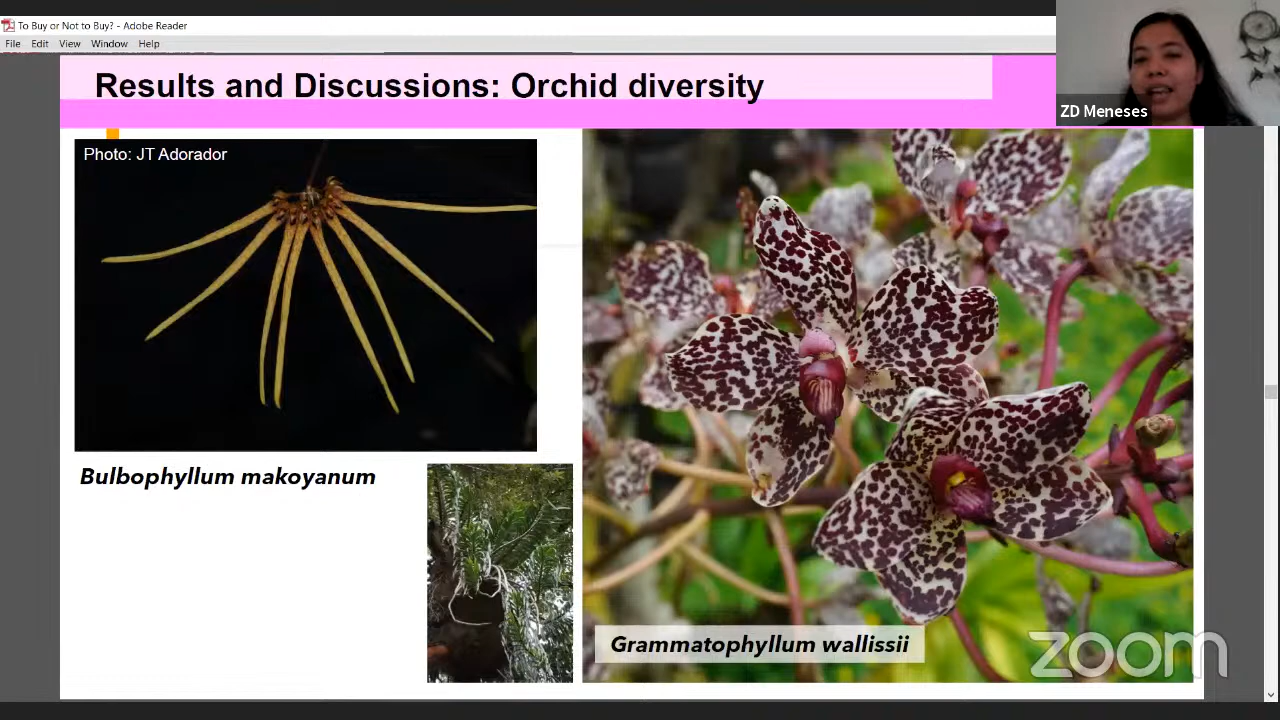 To Buy or Not to Buy? - Adobe Reader
File Edit View Window Help
Results and Discussions: Orchid diversity
ZD Meneses
Photo: JT Adorador
Bulbophyllum makoyanum
Grammatophyllum wallissii
zoom